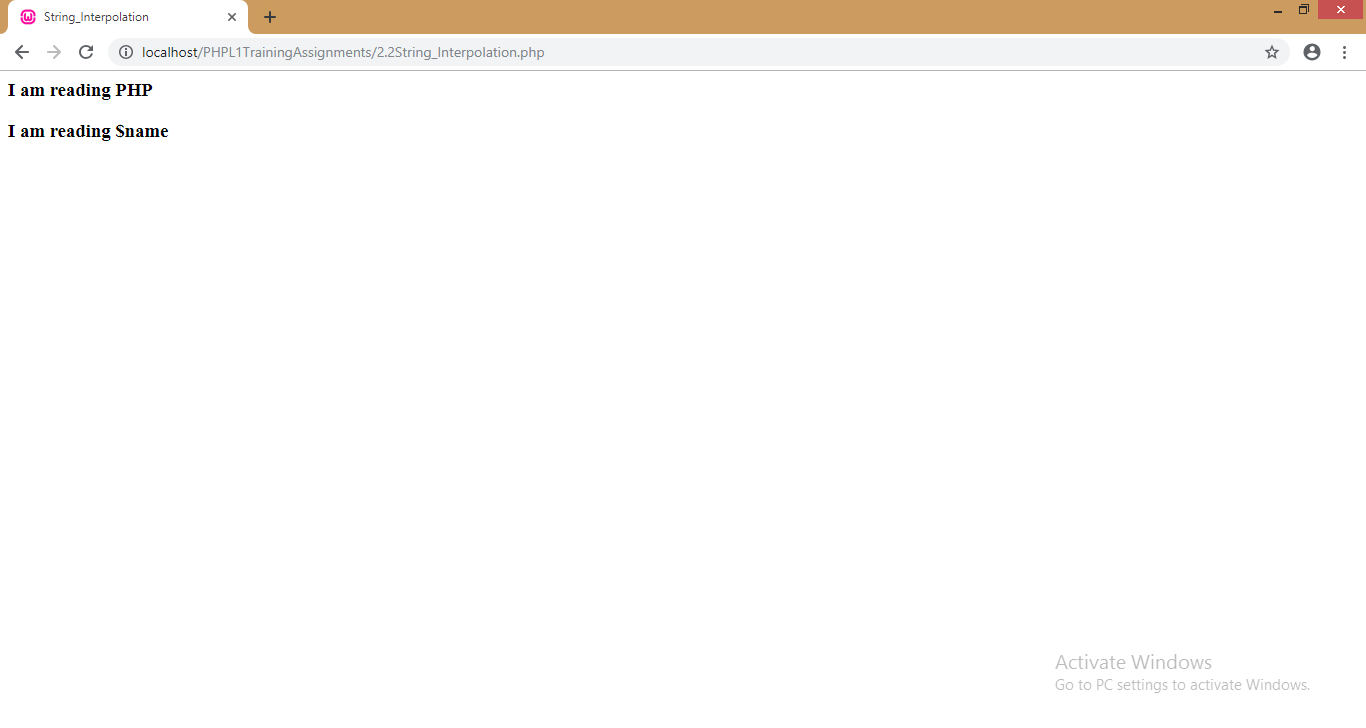 String_Interpolation
localhost/PHPL1TrainingAssignments/2.2String_Interpolation.php
I am reading PHP
I am reading Sname
Activate Windows
Go to PC settings to activate Windows.